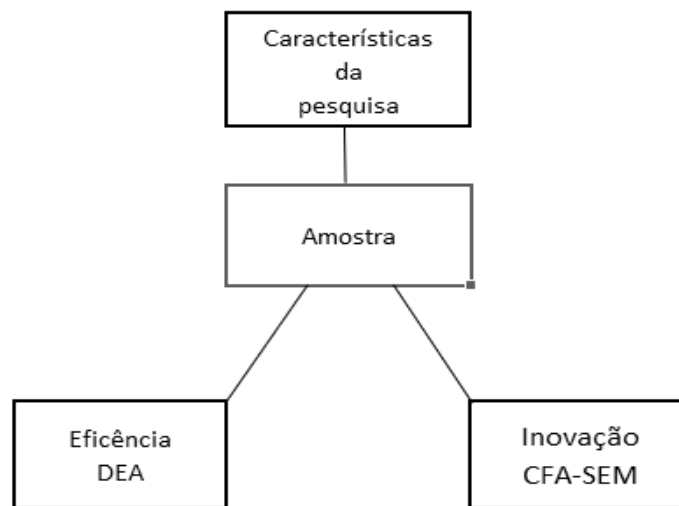 Características
da
pesquisa
Amostra
Eficência
DEA
Inovação
CFA-SEM